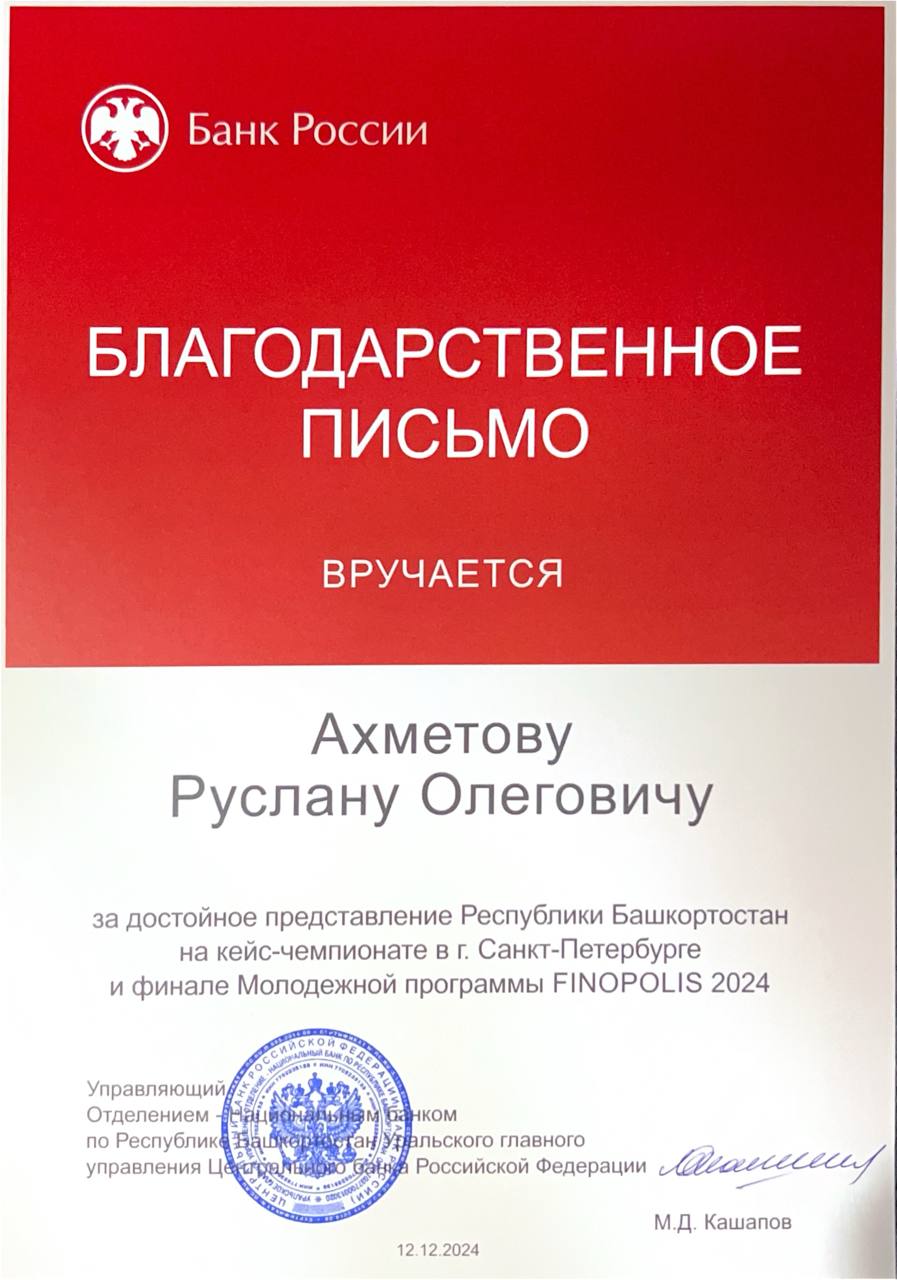 Банк России
БЛАГОДАРСТВЕННОЕ
ПИСЬМО
ВРУЧАЕТСЯ
Ахметову
Руслану Олеговичу
за достойное представление Республики Башкортостан
на кейс-чемпионате в г. Санкт-Петербурге
и финале Молодежной программы FINOPOLIS 2024
Управляющий
Отделением - Национальным банком
по Республике Башкортостан Уральского главного
управления Центрального банка Российской Федерации
М.Д. Кашапов
12.12.2024